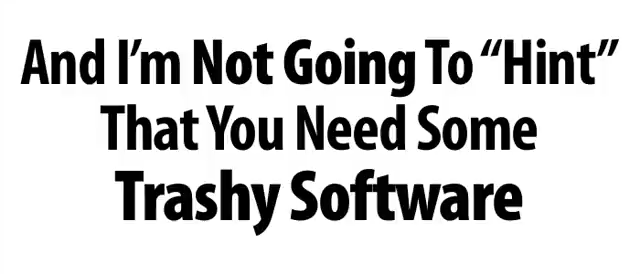 And I'm Not Going To “Hint”
That You Need Some
Trashy Software